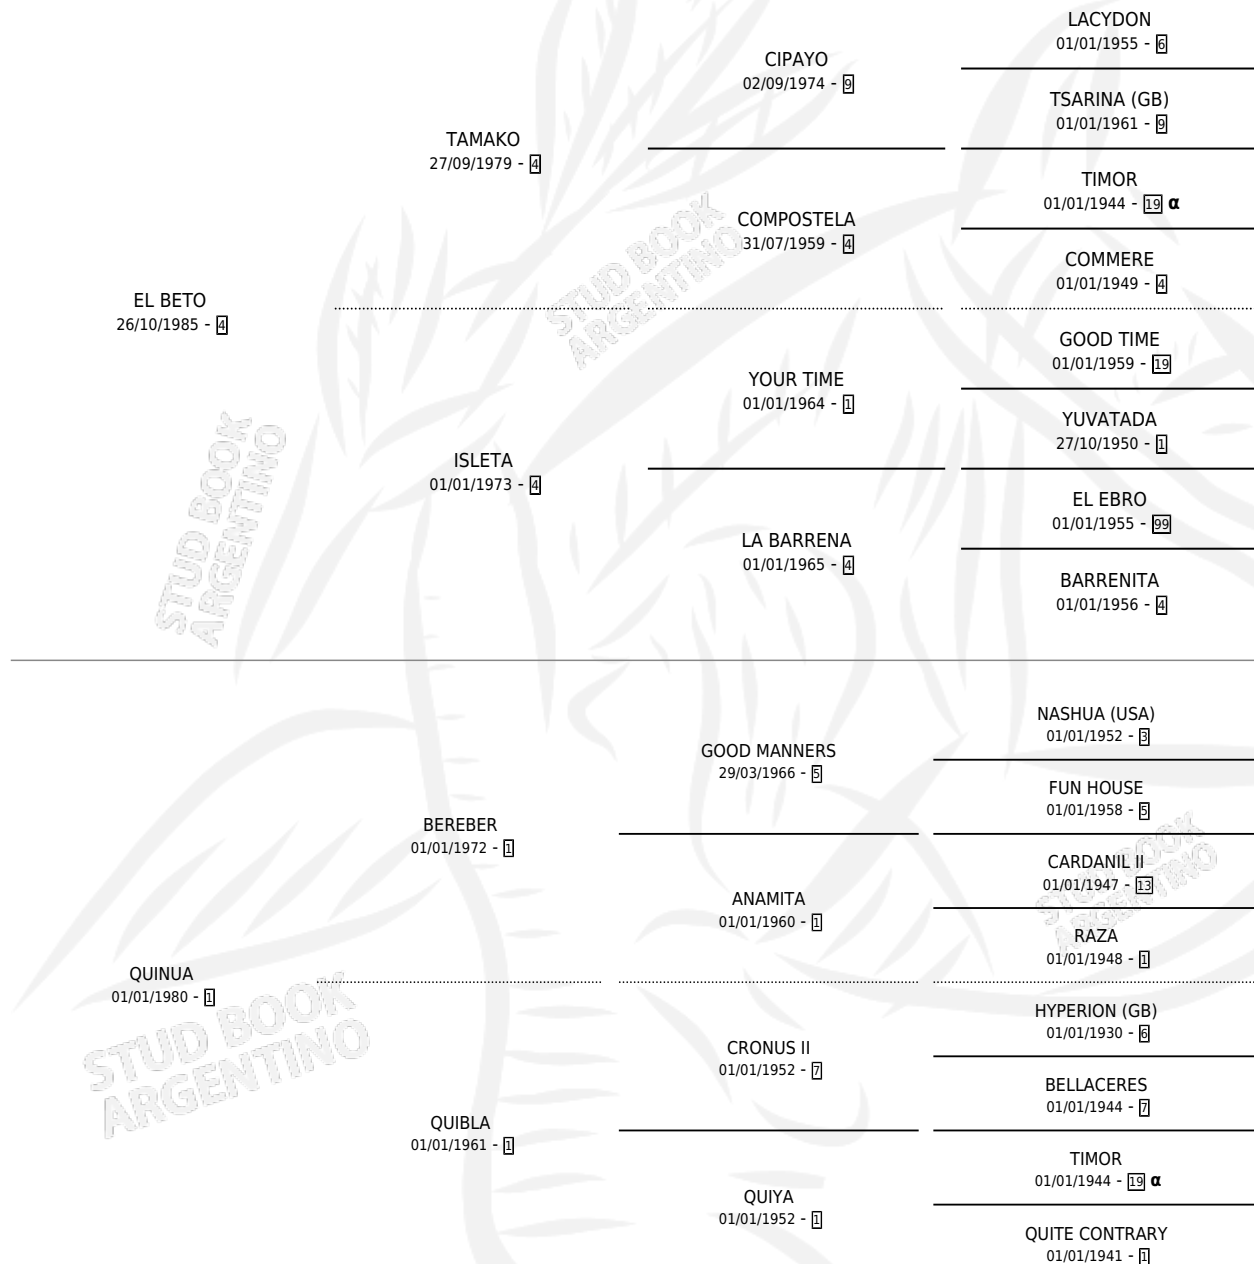 LACYDON
01/01/1955 - 6
CIPAYO
02/09/1974 - 9
TSARINA (GB)
01/01/1961 - 9
TAMAKO
27/09/1979 - 4
TIMOR
01/01/1944 - 19 α
COMPOSTELA
31/07/1959 - 4
COMMERE
01/01/1949 - 4
EL BETO
26/10/1985 - 4
GOOD TIME
01/01/1959 - 19
YOUR TIME
01/01/1964 - 1
YUVATADA
27/10/1950 - 1
ISLETA
01/01/1973 - 4
EL EBRO
01/01/1955 - 99
LA BARRENA
01/01/1965 - 4
BARRENITA
01/01/1956 - 4
NASHUA (USA)
01/01/1952 - 3
GOOD MANNERS
29/03/1966 - 5
FUN HOUSE
01/01/1958 - 5
BEREBER
01/01/1972 - 1
CARDANIL II
01/01/1947 - 13
ANAMITA
01/01/1960 - 1
RAZA
01/01/1948 - 1
QUINUA
01/01/1980 - 1
HYPERION (GB)
01/01/1930 - 6
CRONUS II
01/01/1952 - 7
BELLACERES
01/01/1944 - 7
QUIBLA
01/01/1961 - 1
TIMOR
01/01/1944 - 19 α
QUIYA
01/01/1952 - 1
QUITE CONTRARY
01/01/1941 - 1
STUD BOOK
ARGENTINO
STUD BOOK
ARGENTINO
STUD BOOK
ARGENTINO
STUD BOOK
ARGENTINO